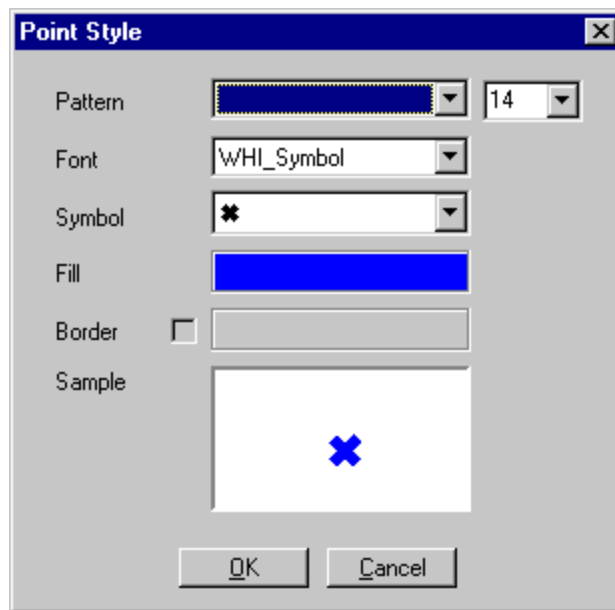 Point Style
Pattern 14
Font WHI_Symbol
Symbol ✖
Fill
Border
Sample
✖
OK Cancel